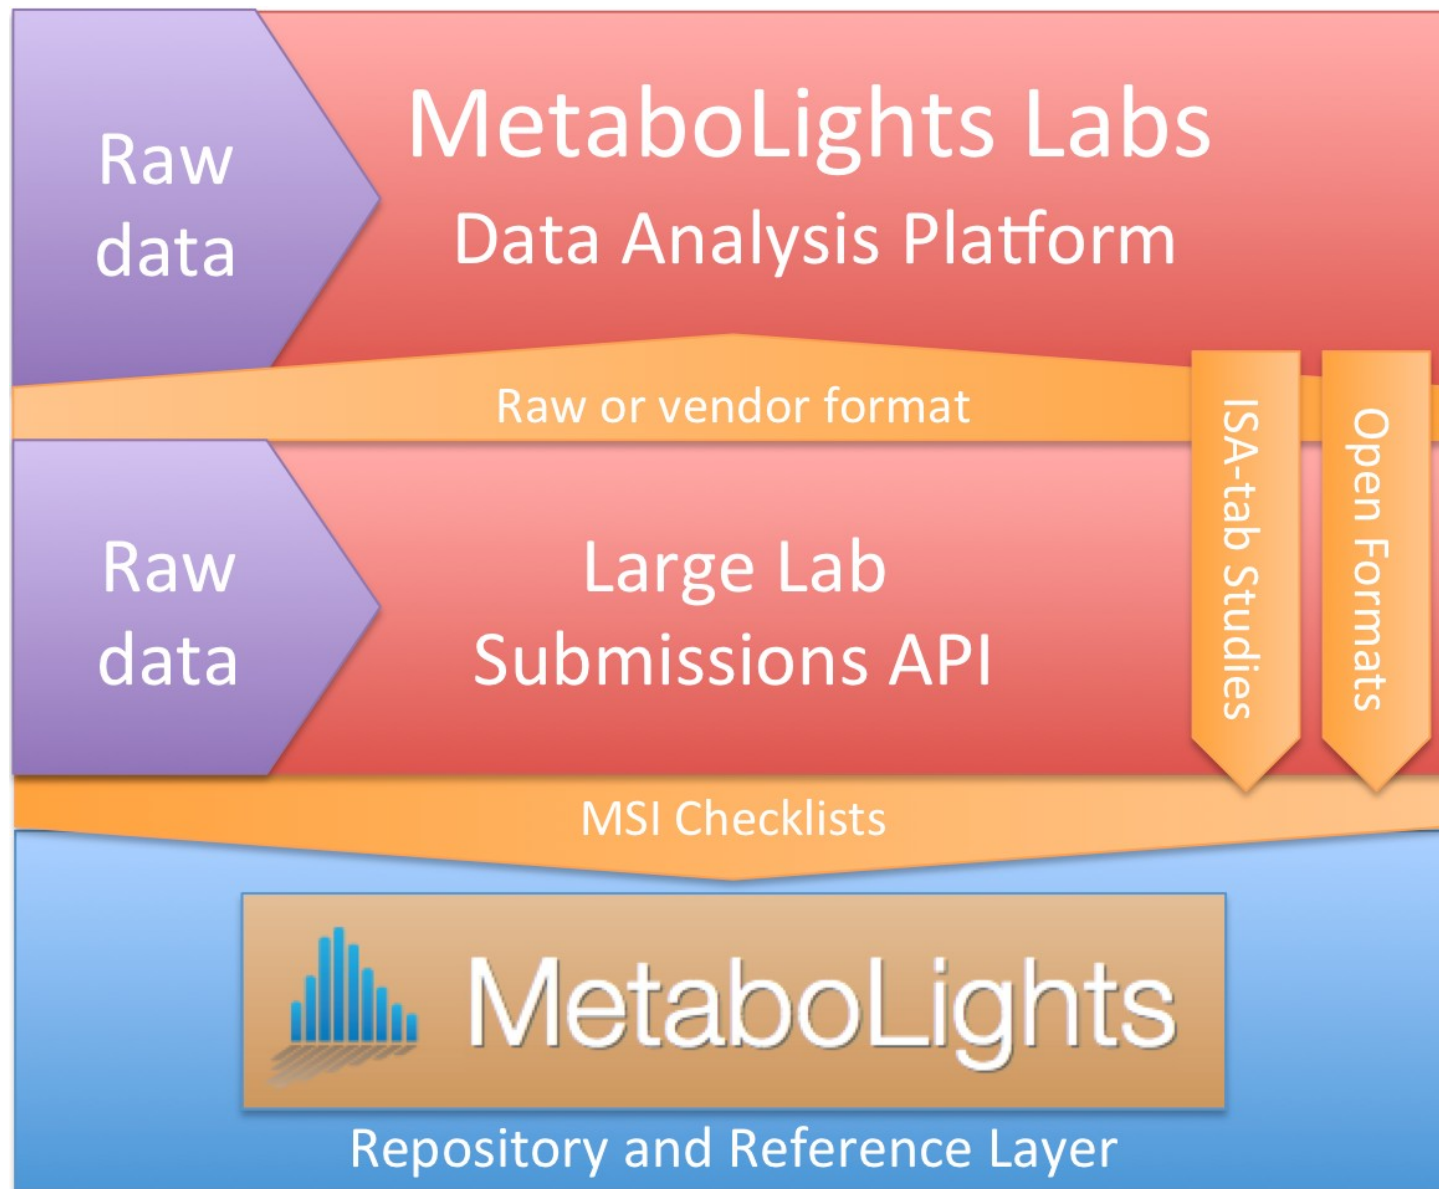 Raw
data
MetaboLights Labs
Data Analysis Platform
Raw or vendor format
ISA-tab Studies
Open Formats
Raw
data
Large Lab
Submissions API
MSI Checklists
MetaboLights
Repository and Reference Layer